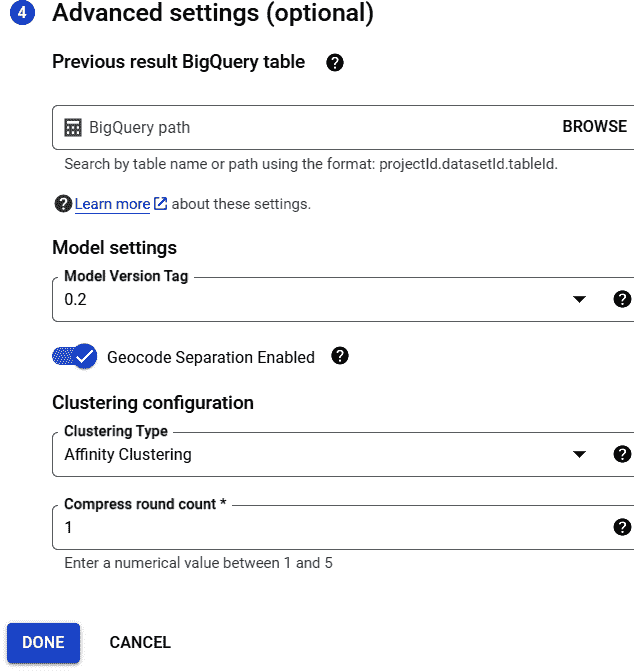 4 Advanced settings (optional)
Previous result BigQuery table ?
BigQuery path BROWSE
Search by table name or path using the format: projectId.datasetId.tableId.
? Learn more about these settings.
Model settings
Model Version Tag
0.2 ?
Geocode Separation Enabled ?
Clustering configuration
Clustering Type
Affinity Clustering ?
Compress round count *
1 ?
Enter a numerical value between 1 and 5
DONE CANCEL